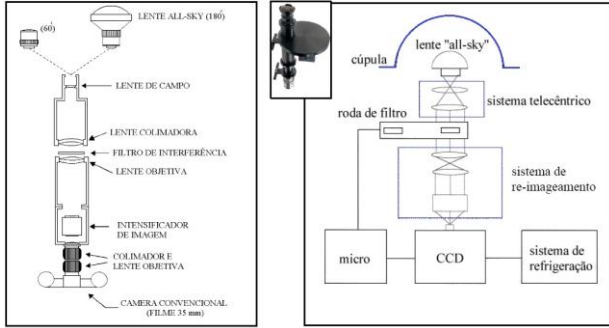 LENTE ALL-SKY (180)
(60)
LENTE DE CAMPO
LENTE COLIMADORA
FILTRO DE INTERFERÊNCIA
LENTE OBJETIVA
INTENSIFICADOR
DE IMAGEM
COLIMADOR E
LENTE OBJETIVA
CAMERA CONVENCIONAL
(FILME 35 mm)
lente "all-sky"
cúpula
sistema
telecêntrico
roda de filtro
sistema de
re-imageamento
micro
CCD
sistema de
refrigeração